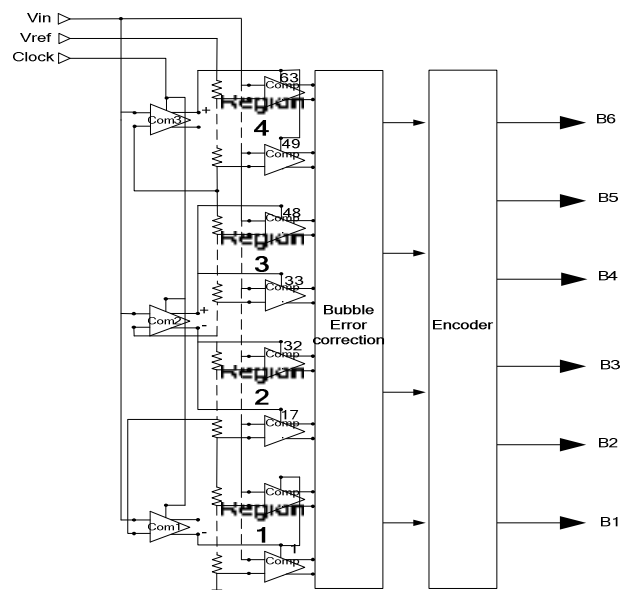 Vin
Vref
Clock
63
Comp
Region
4
Com3
+
49
Comp
B6
B5
48
Comp
Region
3
33
Comp
B4
+
Com2
-
Bubble
Error
correction
Encoder
32
Comp
Region
2
B3
17
Comp
B2
Comp
Region
1
Com1
-
B1
1
Comp